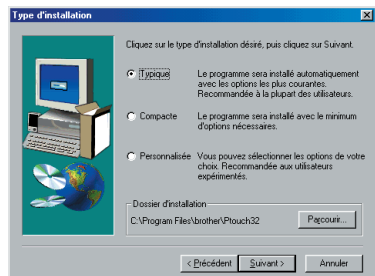 Type d'installation
Cliquez sur le type d'installation désiré, puis cliquez sur Suivant.
Typique
Le programme sera installé automatiquement
avec les options les plus courantes.
Recommandée à la plupart des utilisateurs.
Compacte
Le programme sera installé avec le minimum
d'options nécessaires.
Personnalisée
Vous pouvez sélectionner les options de votre
choix. Recommandée aux utilisateurs
expérimentés.
Dossier d'installation
C:\Program Files\brother\Ptouch32
Parcourir...
< Précédent
Suivant >
Annuler